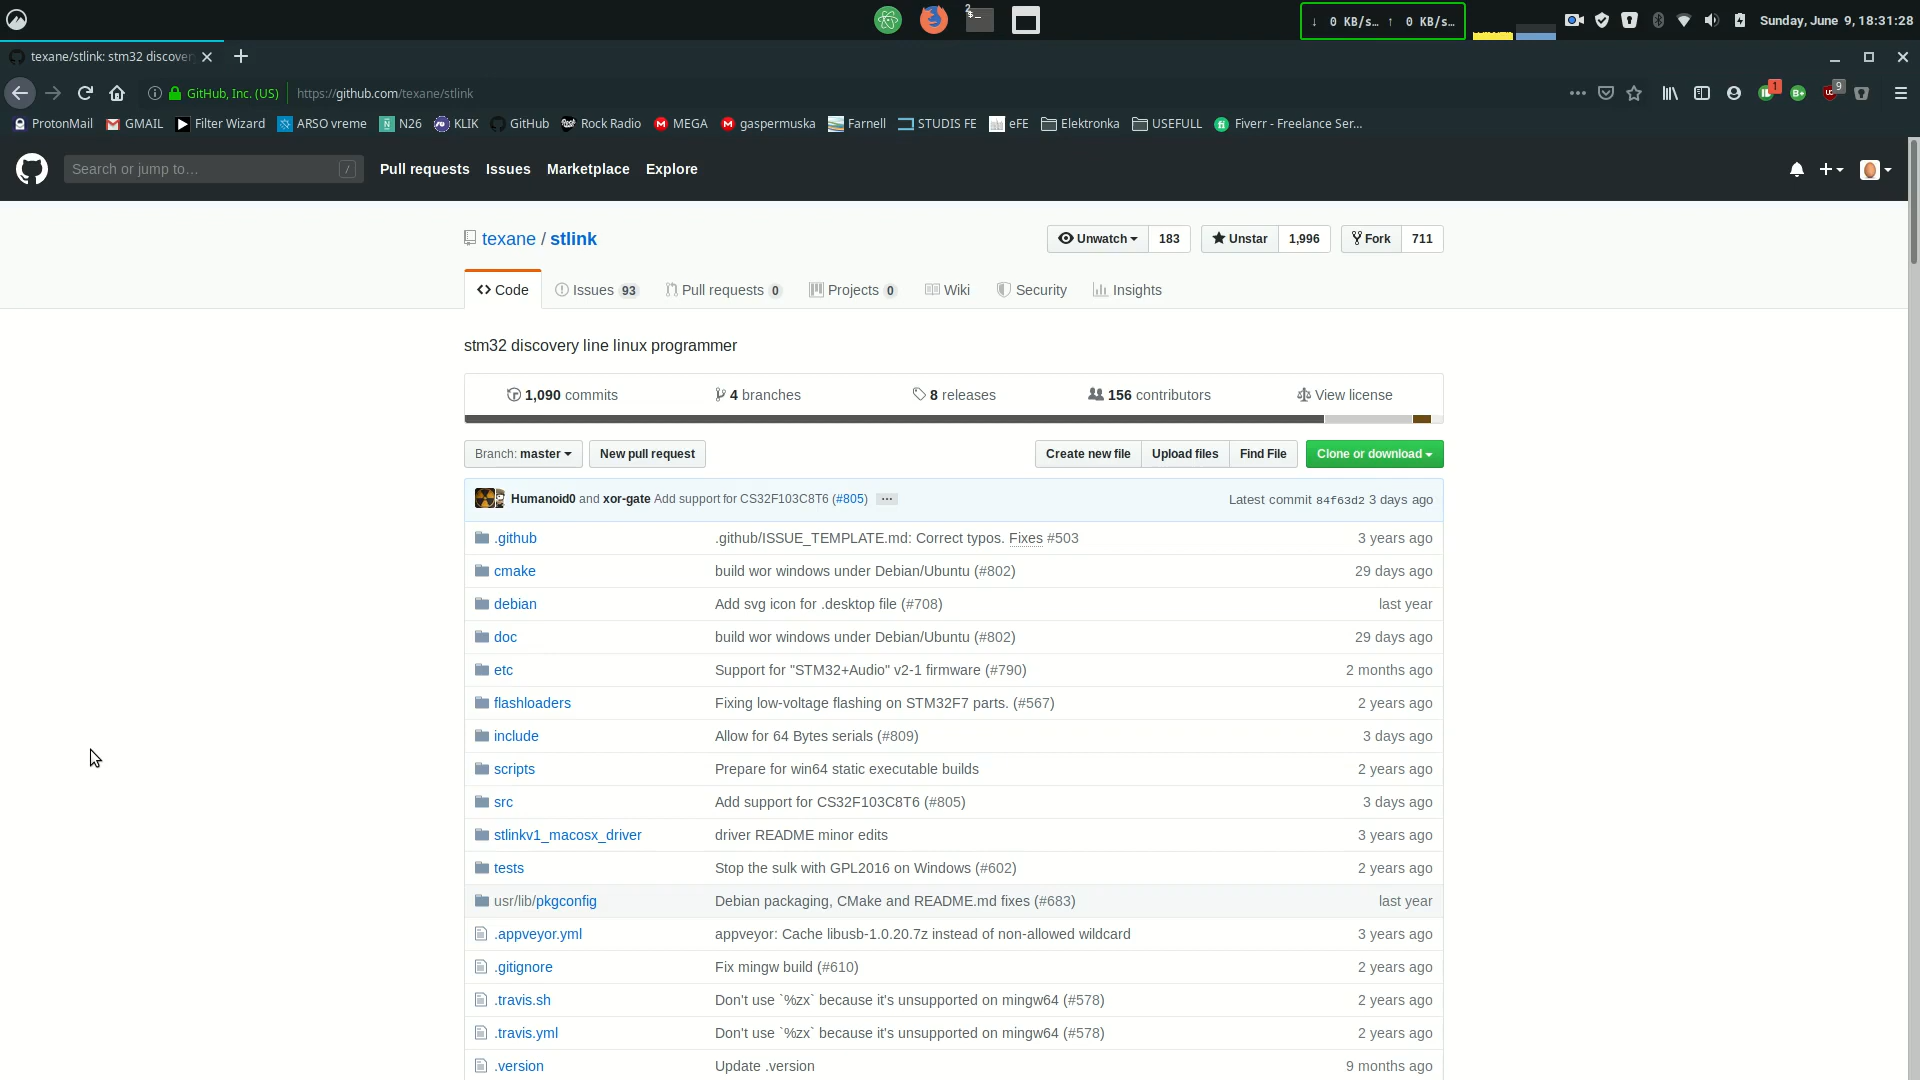 ↓ 0 KB/s… ↑ 0 KB/s…
Sunday, June 9, 18:31:28
texane/stlink: stm32 discover
GitHub, Inc. (US) https://github.com/texane/stlink
1
9
ProtonMail GMAIL Filter Wizard ARSO vreme N26 KLIK GitHub Rock Radio MEGA gaspermuska Farnell STUDIS FE eFE Elektronka USEFULL Fiverr - Freelance Ser…
Search or jump to… / Pull requests Issues Marketplace Explore
texane / stlink Unwatch 183 Unstar 1,996 Fork 711
Code Issues 93 Pull requests 0 Projects 0 Wiki Security Insights
stm32 discovery line linux programmer
1,090 commits 4 branches 8 releases 156 contributors View license
Branch: master New pull request Create new file Upload files Find File Clone or download
Humanoid0 and xor-gate Add support for CS32F103C8T6 (#805) … Latest commit 84f63d2 3 days ago
.github .github/ISSUE_TEMPLATE.md: Correct typos. Fixes #503 3 years ago
cmake build wor windows under Debian/Ubuntu (#802) 29 days ago
debian Add svg icon for .desktop file (#708) last year
doc build wor windows under Debian/Ubuntu (#802) 29 days ago
etc Support for "STM32+Audio" v2-1 firmware (#790) 2 months ago
flashloaders Fixing low-voltage flashing on STM32F7 parts. (#567) 2 years ago
include Allow for 64 Bytes serials (#809) 3 days ago
scripts Prepare for win64 static executable builds 2 years ago
src Add support for CS32F103C8T6 (#805) 3 days ago
stlinkv1_macosx_driver driver README minor edits 3 years ago
tests Stop the sulk with GPL2016 on Windows (#602) 2 years ago
usr/lib/pkgconfig Debian packaging, CMake and README.md fixes (#683) last year
.appveyor.yml appveyor: Cache libusb-1.0.20.7z instead of non-allowed wildcard 3 years ago
.gitignore Fix mingw build (#610) 2 years ago
.travis.sh Don't use `%zx` because it's unsupported on mingw64 (#578) 2 years ago
.travis.yml Don't use `%zx` because it's unsupported on mingw64 (#578) 2 years ago
.version Update .version 9 months ago